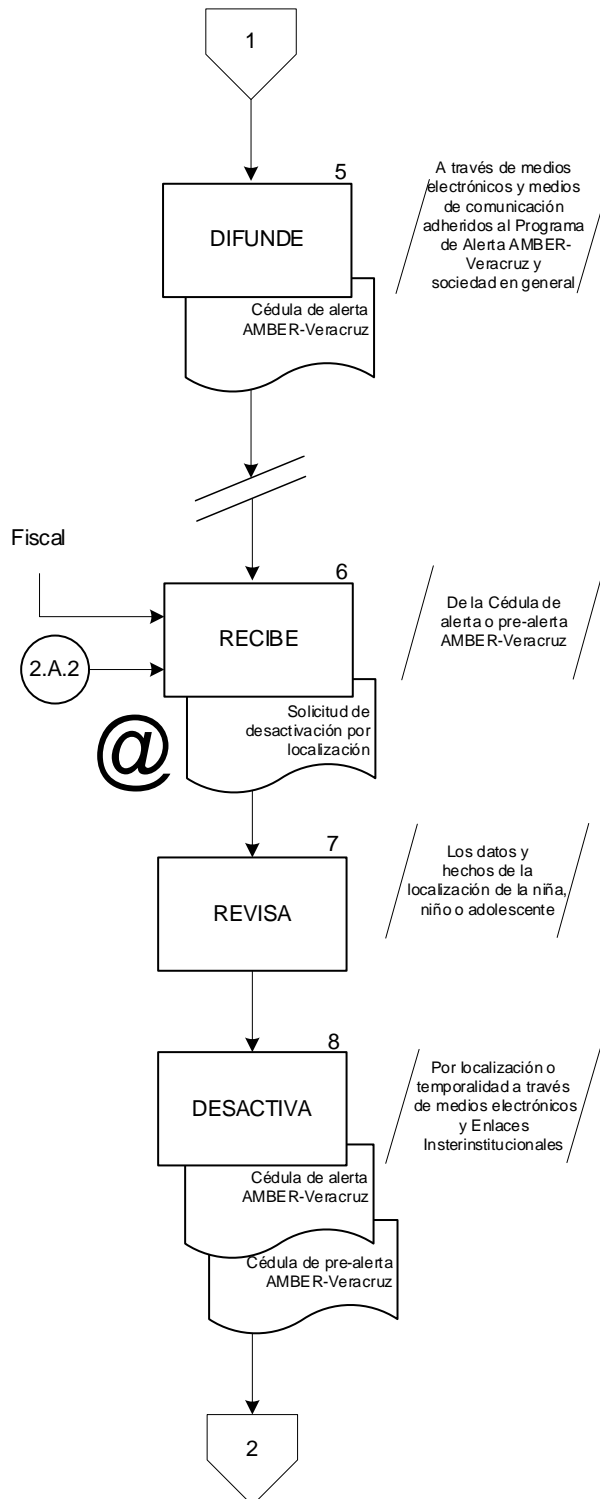 1
5
DIFUNDE
Cédula de alerta
AMBER-Veracruz
A través de medios
electrónicos y medios
de comunicación
adheridos al Programa
de Alerta AMBER-
Veracruz y
sociedad en general
Fiscal
6
RECIBE
2.A.2
@
Solicitud de
desactivación por
localización
De la Cédula de
alerta o pre-alerta
AMBER-Veracruz
7
REVISA
Los datos y
hechos de la
localización de la niña,
niño o adolescente
8
DESACTIVA
Cédula de alerta
AMBER-Veracruz
Cédula de pre-alerta
AMBER-Veracruz
Por localización o
temporalidad a través
de medios electrónicos
y Enlaces
Insterinstitucionales
2